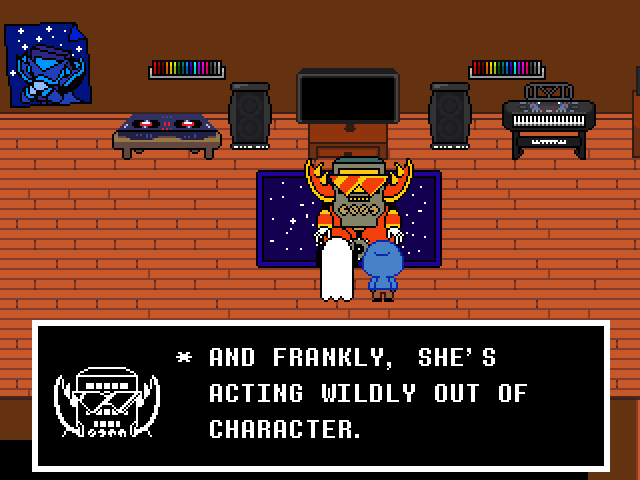 * AND FRANKLY, SHE'S
ACTING WILDLY OUT OF
CHARACTER.